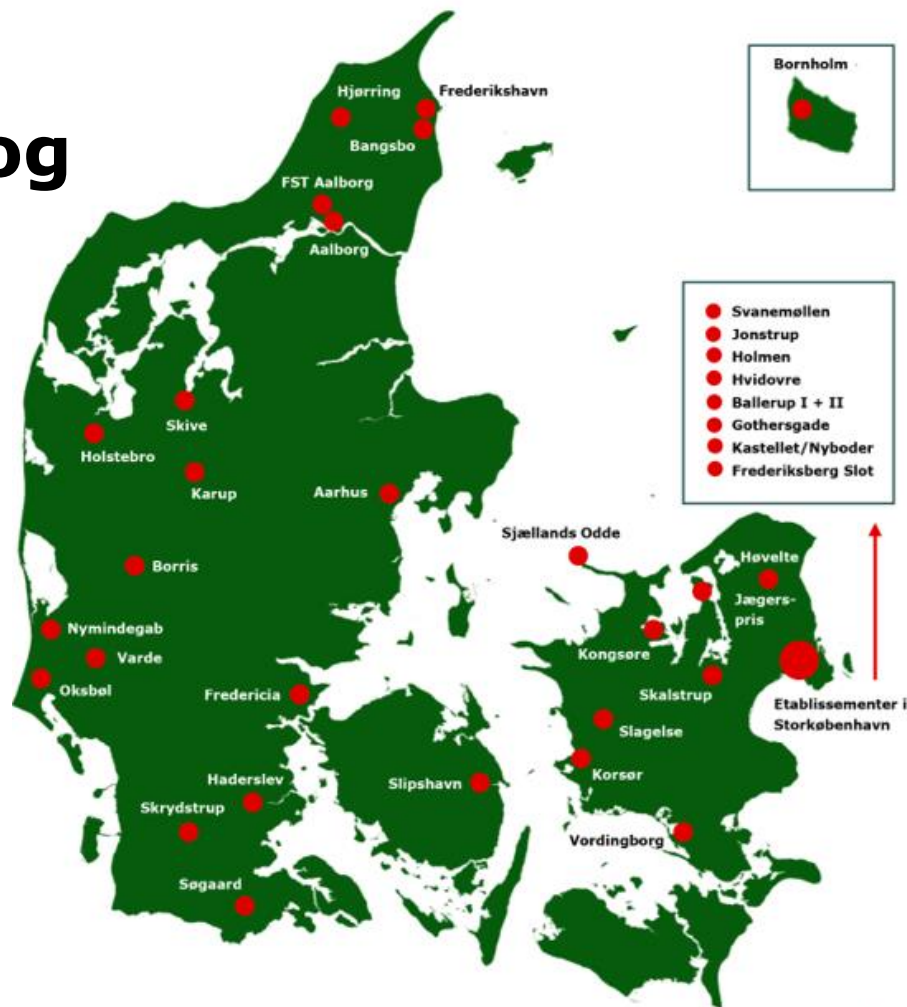 og
Bornholm
Hjørring
Frederikshavn
Bangsbo
FST Aalborg
Aalborg
Svanemøllen
Jonstrup
Holmen
Hvidovre
Ballerup I + II
Gothersgade
Kastellet/Nyboder
Frederiksberg Slot
Skive
Holstebro
Karup
Aarhus
Sjællands Odde
Høvelte
Borris
Jægers-
pris
Nymindegab
Kongsøre
Varde
Oksbøl
Fredericia
Skalstrup
Etablissementer i
Storkøbenhavn
Slagelse
Korsør
Haderslev
Slipshavn
Skrydstrup
Vordingborg
Søgaard